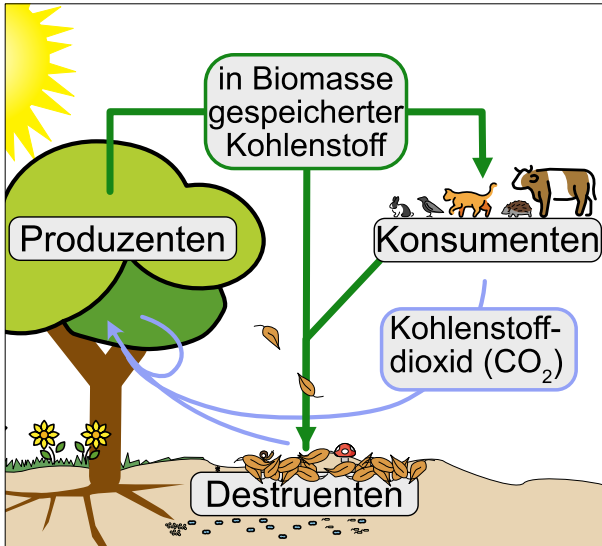 in Biomasse
gespeicherter
Kohlenstoff
Produzenten
Konsumenten
Kohlenstoff-
dioxid (CO₂)
Destruenten